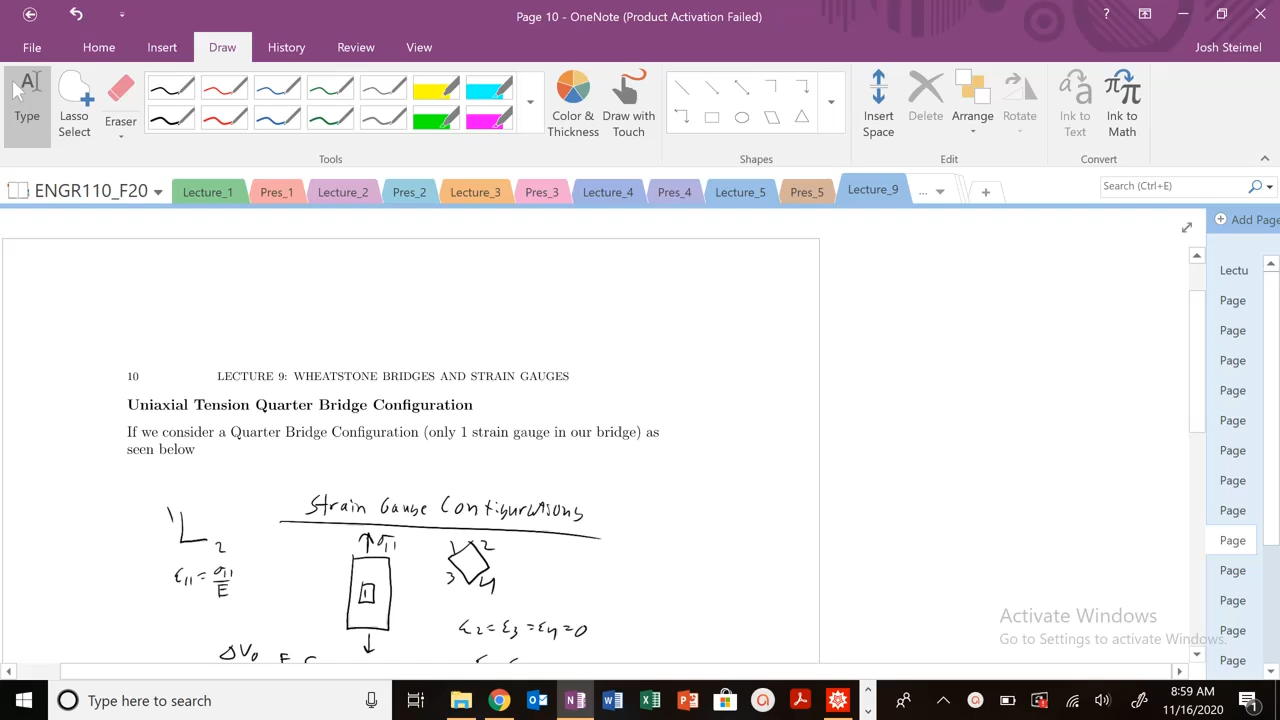 Page 10 - OneNote (Product Activation Failed)
?
File Home Insert Draw History Review View Josh Steimel
Type
Lasso Select
Eraser
Color & Thickness
Draw with Touch
Insert Space
Delete
Arrange
Rotate
Ink to Text
Ink to Math
Tools Shapes Edit Convert
ENGR110_F20 Lecture_1 Pres_1 Lecture_2 Pres_2 Lecture_3 Pres_3 Lecture_4 Pres_4 Lecture_5 Pres_5 Lecture_9 ... Search (Ctrl+E)
Add Page
Lectu
Page
Page
Page
Page
Page
Page
Page
Page
Page
Page
Page
Page
Page
10 LECTURE 9: WHEATSTONE BRIDGES AND STRAIN GAUGES
Uniaxial Tension Quarter Bridge Configuration
If we consider a Quarter Bridge Configuration (only 1 strain gauge in our bridge) as
seen below
Strain Gauge Configurations
1
2
σ11
1 2
3 4
ε11 = σ11/E
1
ε2 = ε3 = ε4 = 0
ΔVo
Activate Windows
Go to Settings to activate Windows.
Type here to search
8:59 AM
11/16/2020
1